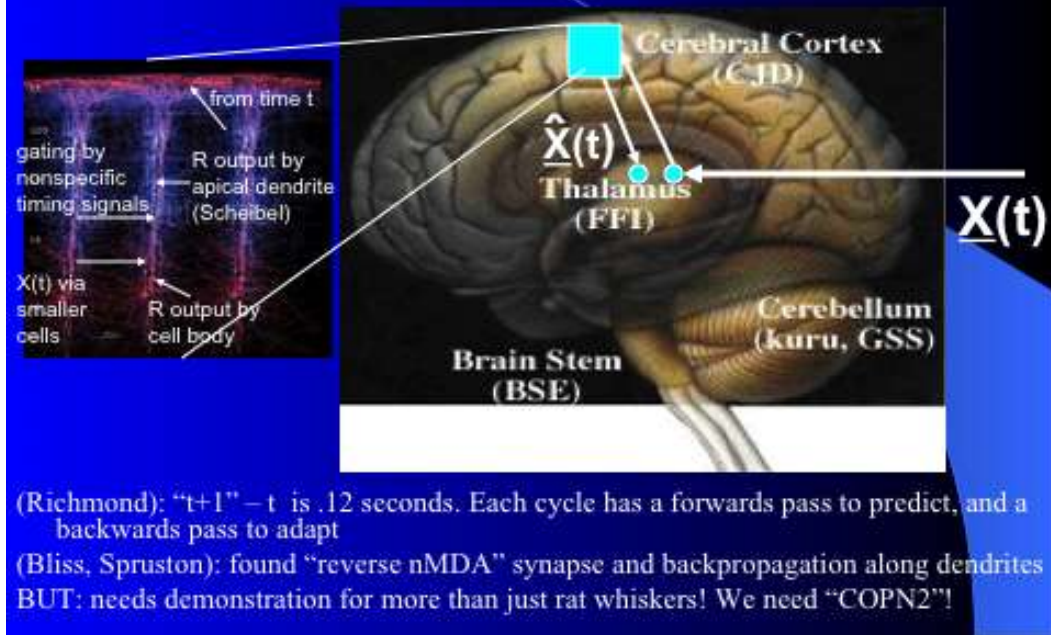 from time t
gating by
nonspecific
timing signals
R output by
apical dendrite
(Scheibel)
X(t) via
smaller
cells
R output by
cell body
Cerebral Cortex
(CJD)
X̂(t)
Thalamus
(FFI)
X(t)
Cerebellum
(kuru, GSS)
Brain Stem
(BSE)
(Richmond): “t+1” – t is .12 seconds. Each cycle has a forwards pass to predict, and a
backwards pass to adapt
(Bliss, Spruston): found “reverse nMDA” synapse and backpropagation along dendrites
BUT: needs demonstration for more than just rat whiskers! We need “COPN2”!